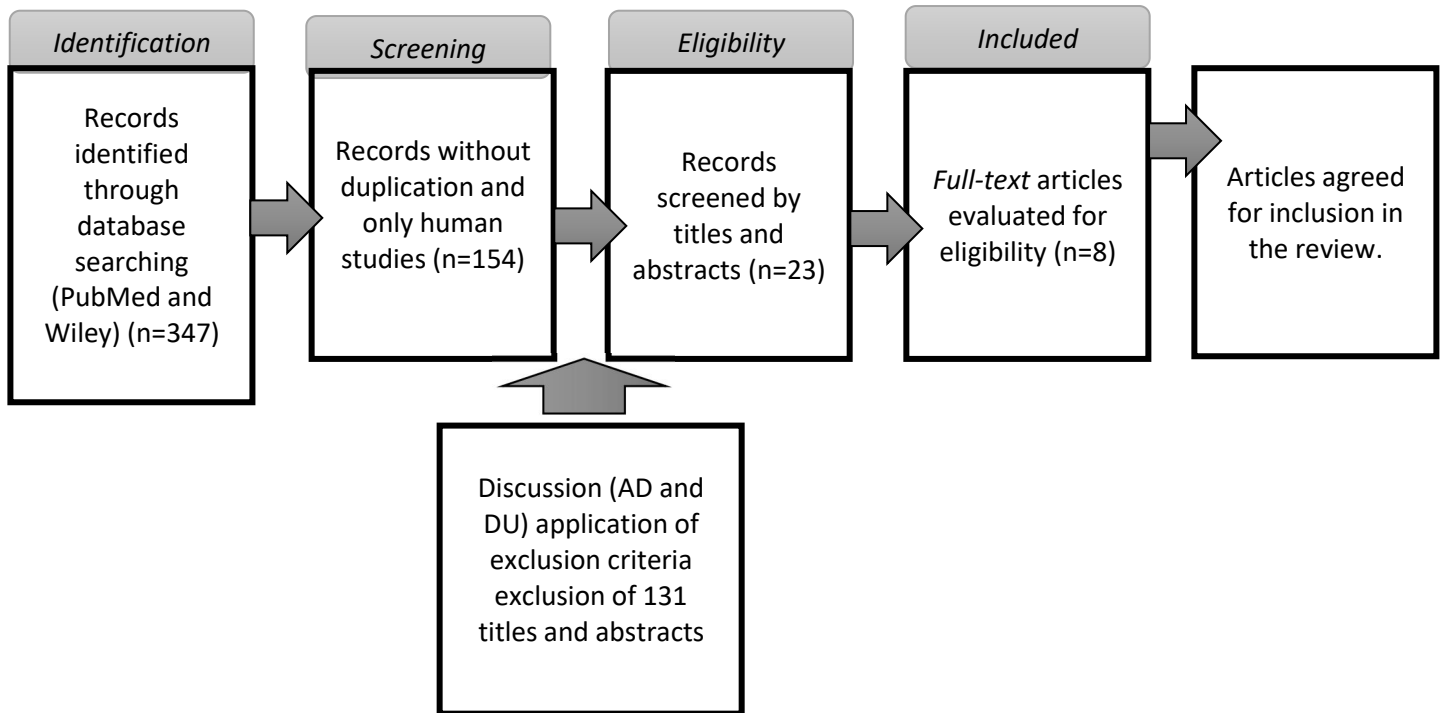 Identification
Records
identified
through
database
searching
(PubMed and
Wiley) (n=347)
Screening
Records without
duplication and
only human
studies (n=154)
Eligibility
Records
screened by
titles and
abstracts (n=23)
Included
Full-text articles
evaluated for
eligibility (n=8)
Articles agreed
for inclusion in
the review.
Discussion (AD and
DU) application of
exclusion criteria
exclusion of 131
titles and abstracts